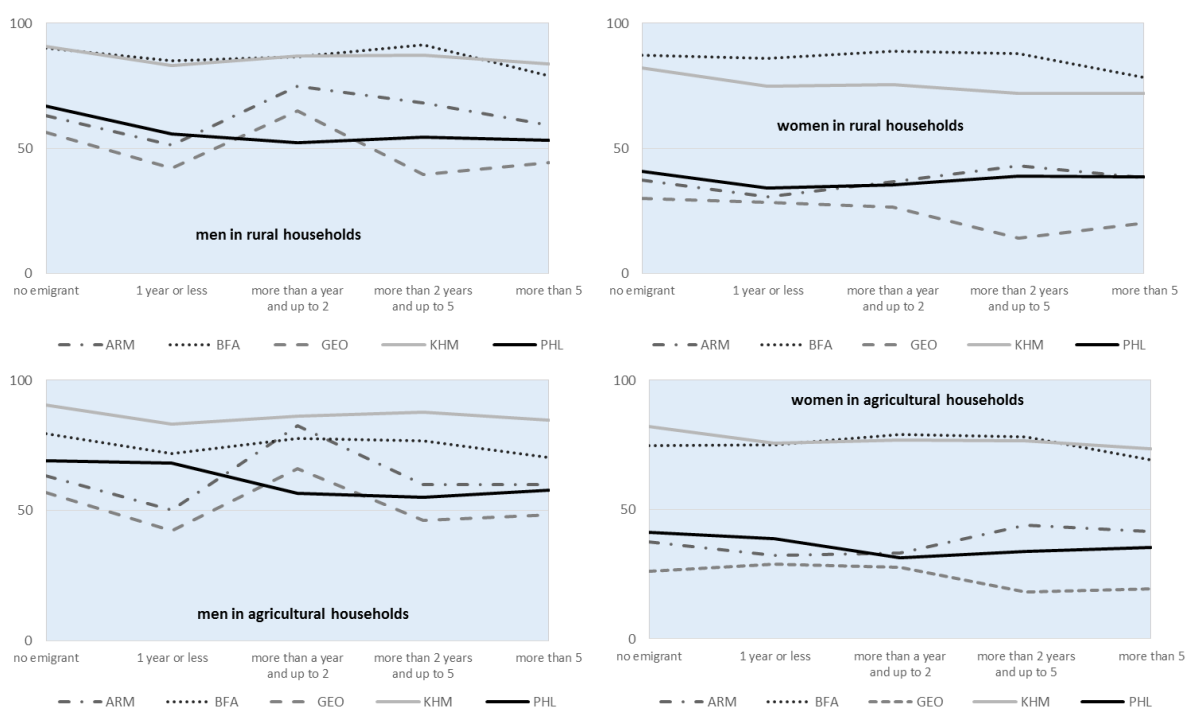 100
50
0
men in rural households
no emigrant
1 year or less
more than a year
and up to 2
more than 2 years
and up to 5
more than 5
ARM BFA GEO KHM PHL
100
50
0
women in rural households
no emigrant
1 year or less
more than a year
and up to 2
more than 2 years
and up to 5
more than 5
ARM BFA GEO KHM PHL
100
50
0
men in agricultural households
no emigrant
1 year or less
more than a year
and up to 2
more than 2 years
and up to 5
more than 5
ARM BFA GEO KHM PHL
100
50
0
women in agricultural households
no emigrant
1 year or less
more than a year
and up to 2
more than 2 years
and up to 5
more than 5
ARM BFA GEO KHM PHL